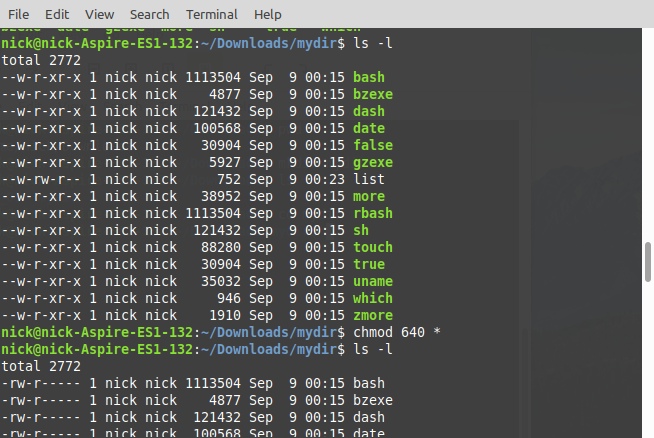 File Edit View Search Terminal Help
bzexe date gzexe more sh true which
nick@nick-Aspire-ES1-132:~/Downloads/mydir$ ls -l
total 2772
--w-r-xr-x 1 nick nick 1113504 Sep  9 00:15 bash
--w-r-xr-x 1 nick nick    4877 Sep  9 00:15 bzexe
--w-r-xr-x 1 nick nick  121432 Sep  9 00:15 dash
--w-r-xr-x 1 nick nick  100568 Sep  9 00:15 date
--w-r-xr-x 1 nick nick   30904 Sep  9 00:15 false
--w-r-xr-x 1 nick nick    5927 Sep  9 00:15 gzexe
--w-rw-r-- 1 nick nick     752 Sep  9 00:23 list
--w-r-xr-x 1 nick nick   38952 Sep  9 00:15 more
--w-r-xr-x 1 nick nick 1113504 Sep  9 00:15 rbash
--w-r-xr-x 1 nick nick  121432 Sep  9 00:15 sh
--w-r-xr-x 1 nick nick   88280 Sep  9 00:15 touch
--w-r-xr-x 1 nick nick   30904 Sep  9 00:15 true
--w-r-xr-x 1 nick nick   35032 Sep  9 00:15 uname
--w-r-xr-x 1 nick nick     946 Sep  9 00:15 which
--w-r-xr-x 1 nick nick    1910 Sep  9 00:15 zmore
nick@nick-Aspire-ES1-132:~/Downloads/mydir$ chmod 640 *
nick@nick-Aspire-ES1-132:~/Downloads/mydir$ ls -l
total 2772
-rw-r----- 1 nick nick 1113504 Sep  9 00:15 bash
-rw-r----- 1 nick nick    4877 Sep  9 00:15 bzexe
-rw-r----- 1 nick nick  121432 Sep  9 00:15 dash
-rw-r----- 1 nick nick  100568 Sep  9 00:15 date